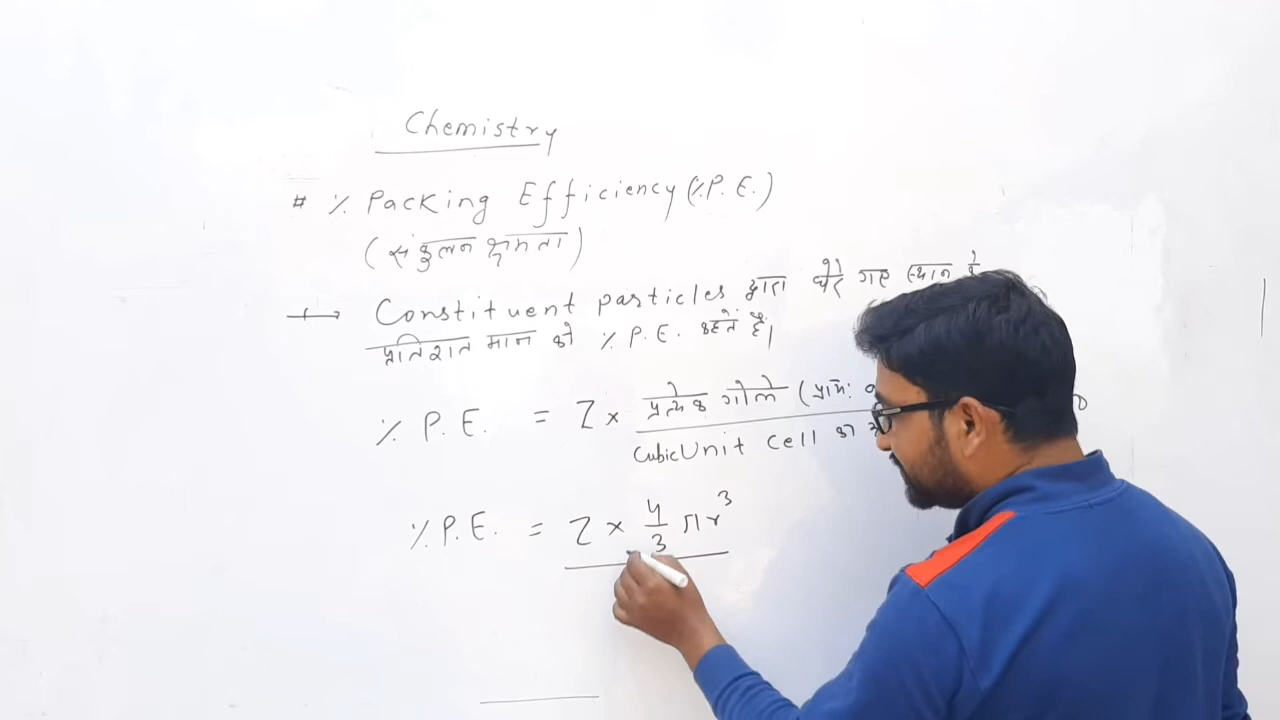 Chemistry
# % Packing Efficiency (% P.E.)
(संकुलन क्षमता)
→ Constituent particles द्वारा घेरे गए स्थान के
प्रतिशत मान को % P.E. कहते हैं।
% P.E. = Z × प्रत्येक गोले (
Cubic Unit Cell का
% P.E. = Z × 4/3 πr³